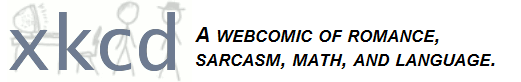 xkcd
A WEBCOMIC OF ROMANCE,
SARCASM, MATH, AND LANGUAGE.